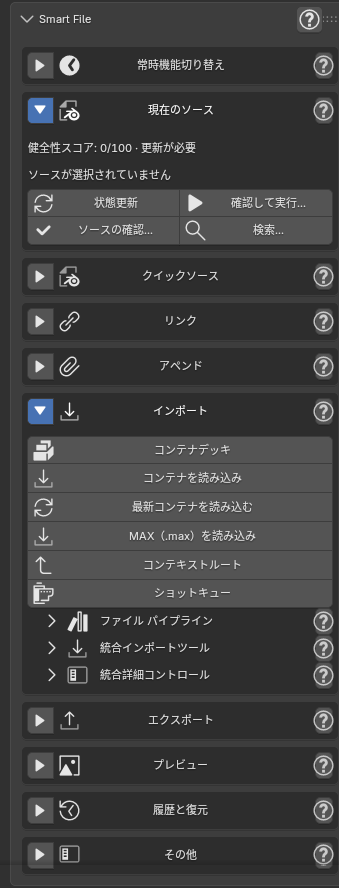 Smart File
常時機能切り替え
現在のソース
健全性スコア: 0/100 · 更新が必要
ソースが選択されていません
状態更新
確認して実行...
ソースの確認...
検索...
クイックソース
リンク
アペンド
インポート
コンテナデッキ
コンテナを読み込み
最新コンテナを読み込む
MAX（.max）を読み込み
コンテキストルート
ショットキュー
ファイル パイプライン
統合インポートツール
統合詳細コントロール
エクスポート
プレビュー
履歴と復元
その他